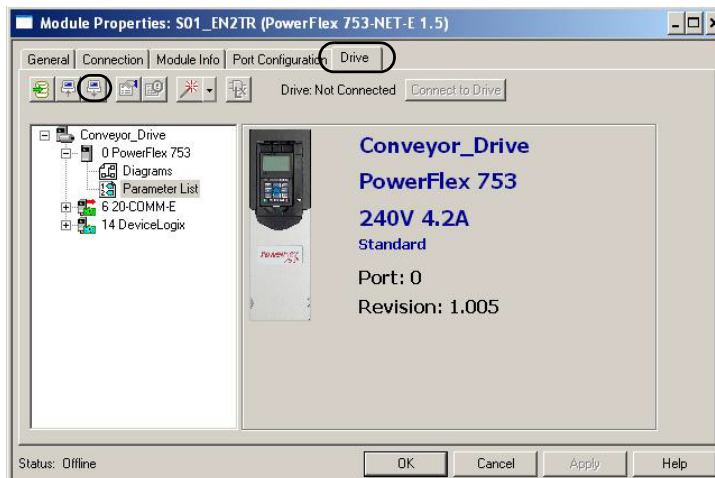 Module Properties: S01_EN2TR (PowerFlex 753-NET-E 1.5)
General Connection Module Info Port Configuration Drive
Drive: Not Connected Connect to Drive
Conveyor_Drive
0 PowerFlex 753
Diagrams
Parameter List
6 20-COMM-E
14 DeviceLogix
Conveyor_Drive
PowerFlex 753
240V 4.2A
Standard
Port: 0
Revision: 1.005
Status: Offline
OK Cancel Apply Help